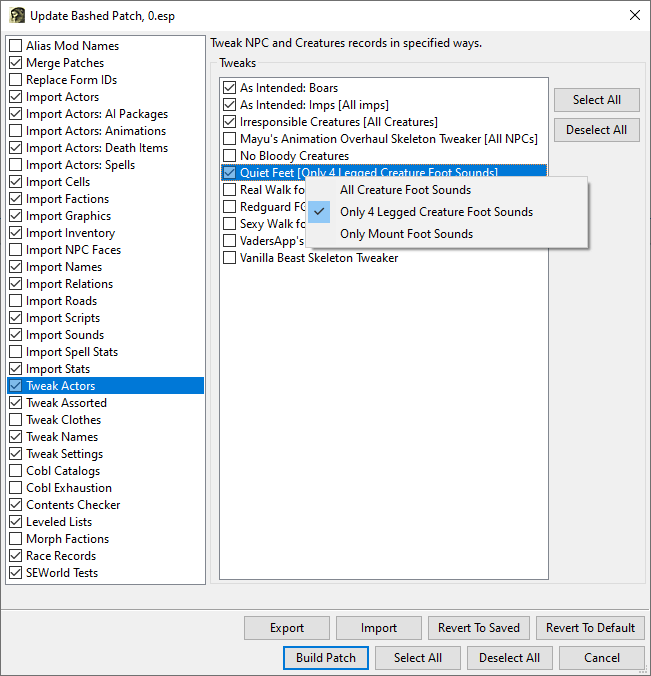 Update Bashed Patch, 0.esp
Alias Mod Names
Merge Patches
Replace Form IDs
Import Actors
Import Actors: AI Packages
Import Actors: Animations
Import Actors: Death Items
Import Actors: Spells
Import Cells
Import Factions
Import Graphics
Import Inventory
Import NPC Faces
Import Names
Import Relations
Import Roads
Import Scripts
Import Sounds
Import Spell Stats
Import Stats
Tweak Actors
Tweak Assorted
Tweak Clothes
Tweak Names
Tweak Settings
Cobl Catalogs
Cobl Exhaustion
Contents Checker
Leveled Lists
Morph Factions
Race Records
SEWorld Tests
Tweak NPC and Creatures records in specified ways.
Tweaks
As Intended: Boars
As Intended: Imps [All imps]
Irresponsible Creatures [All Creatures]
Mayu's Animation Overhaul Skeleton Tweaker [All NPCs]
No Bloody Creatures
Quiet Feet [Only 4 Legged Creature Foot Sounds]
Real Walk fo
Redguard FG
Sexy Walk fo
VadersApp's
Vanilla Beast Skeleton Tweaker
All Creature Foot Sounds
Only 4 Legged Creature Foot Sounds
Only Mount Foot Sounds
Select All
Deselect All
Export
Import
Revert To Saved
Revert To Default
Build Patch
Select All
Deselect All
Cancel